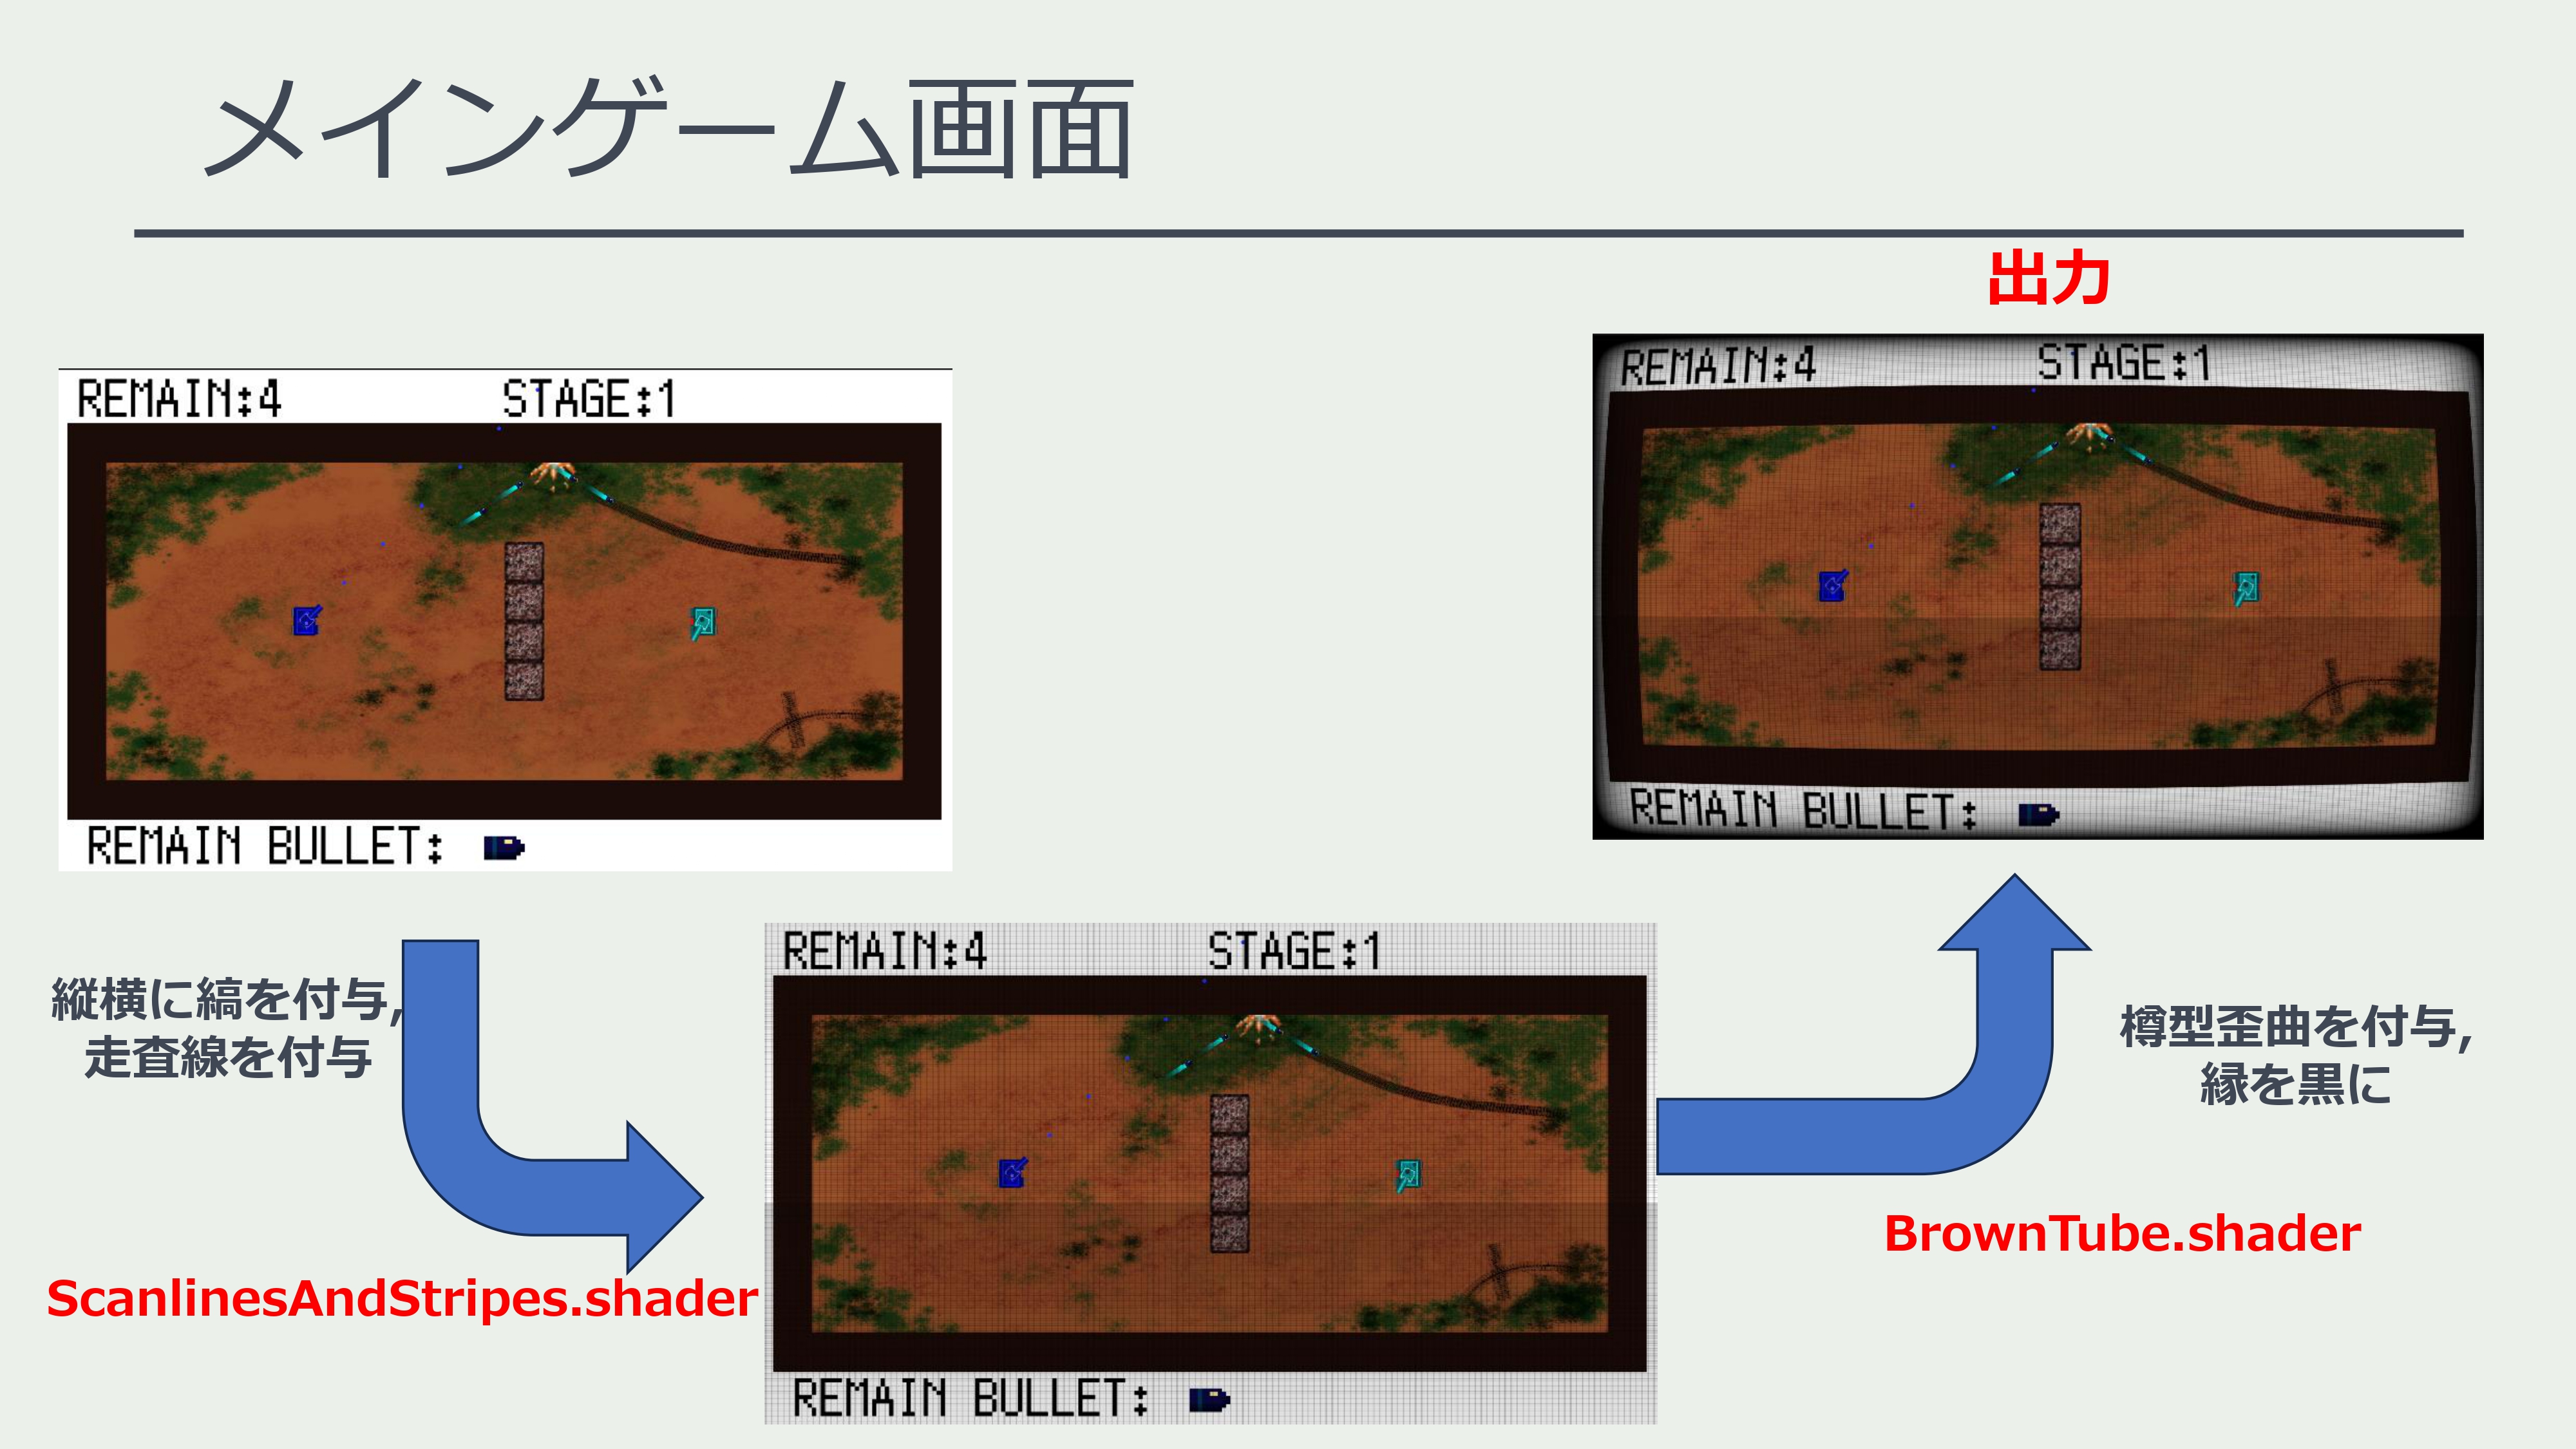 メインゲーム画面
出力
REMAIN:4 STAGE:1
REMAIN BULLET:
REMAIN:4 STAGE:1
REMAIN BULLET:
縦横に縞を付与,
走査線を付与
ScanlinesAndStripes.shader
REMAIN:4 STAGE:1
REMAIN BULLET:
樽型歪曲を付与,
縁を黒に
BrownTube.shader